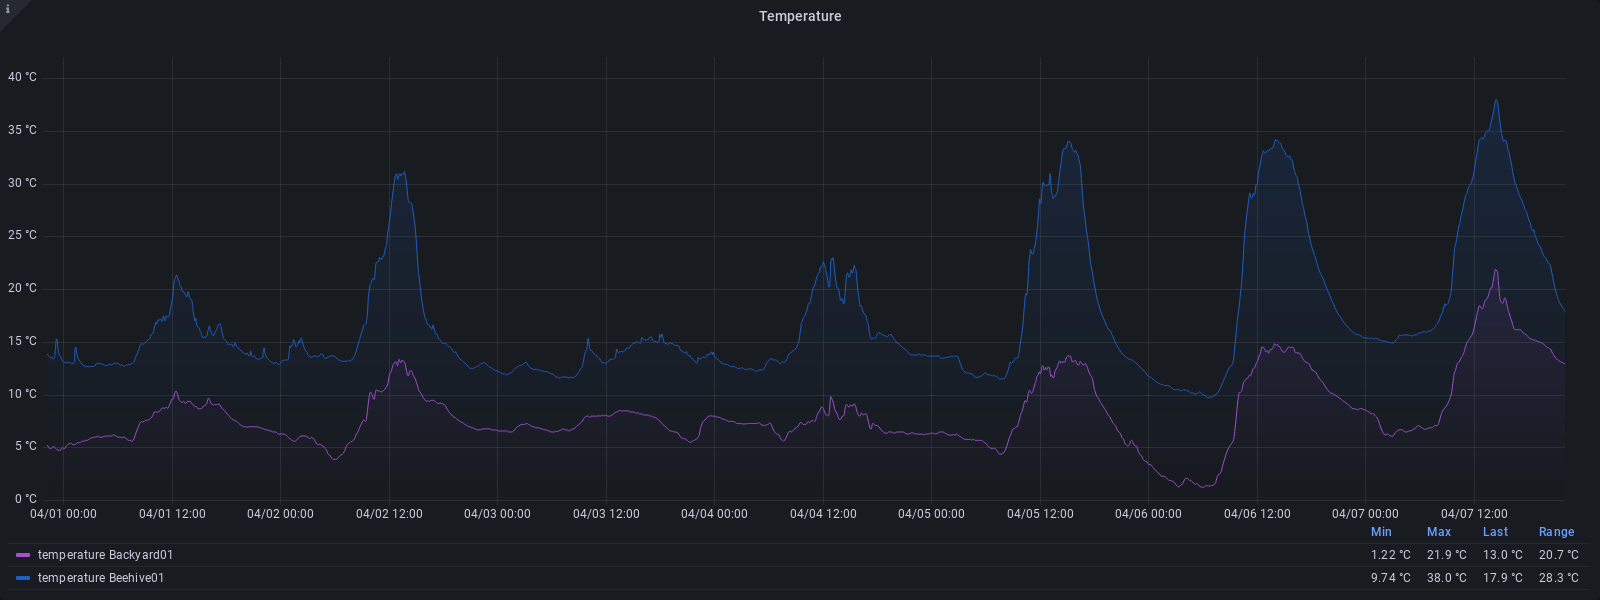 i
Temperature
40 °C
35 °C
30 °C
25 °C
20 °C
15 °C
10 °C
5 °C
0 °C
04/01 00:00 04/01 12:00 04/02 00:00 04/02 12:00 04/03 00:00 04/03 12:00 04/04 00:00 04/04 12:00 04/05 00:00 04/05 12:00 04/06 00:00 04/06 12:00 04/07 00:00 04/07 12:00
Min Max Last Range
temperature Backyard01 1.22 °C 21.9 °C 13.0 °C 20.7 °C
temperature Beehive01 9.74 °C 38.0 °C 17.9 °C 28.3 °C